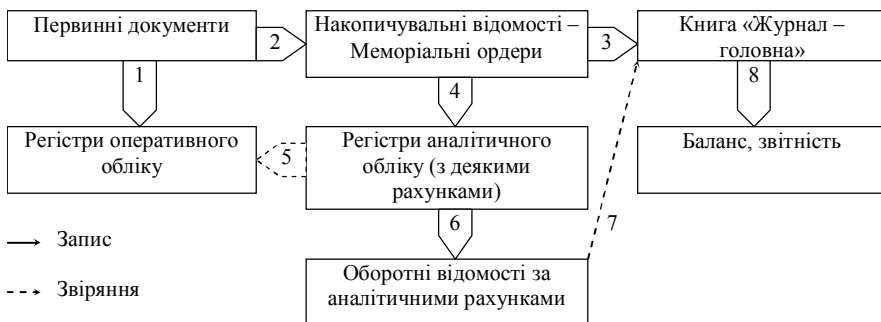 Первинні документи
2
Накопичувальні відомості –
Меморіальні ордери
3
Книга «Журнал –
головна»
1
4
8
Регістри оперативного
обліку
5
Регістри аналітичного
обліку (з деякими
рахунками)
Баланс, звітність
6
7
Запис
Звіряння
Оборотні відомості за
аналітичними рахунками